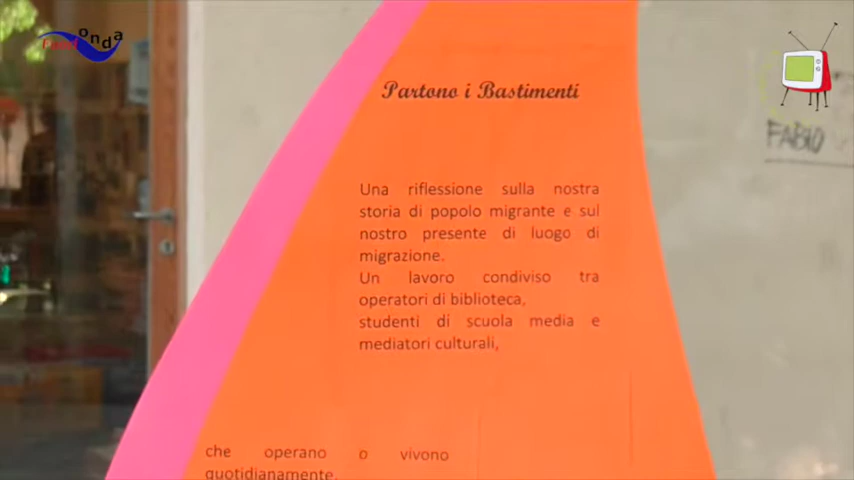 onda
FABIO
Partono i Bastimenti
Una riflessione sulla nostra
storia di popolo migrante e sul
nostro presente di luogo di
migrazione.
Un lavoro condiviso tra
operatori di biblioteca,
studenti di scuola media e
mediatori culturali,
che operano o vivono
quotidianamente.